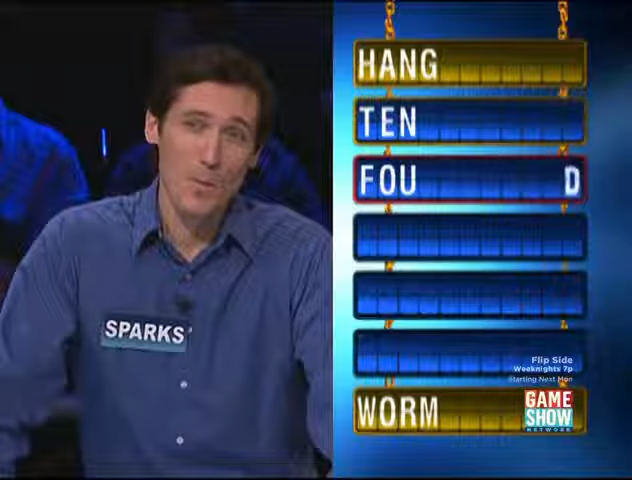 HANG
TEN
FOU D
SPARKS
Flip Side
Weeknights 7p
Starting Next Mon
GAME
SHOW
NETWORK
WORM